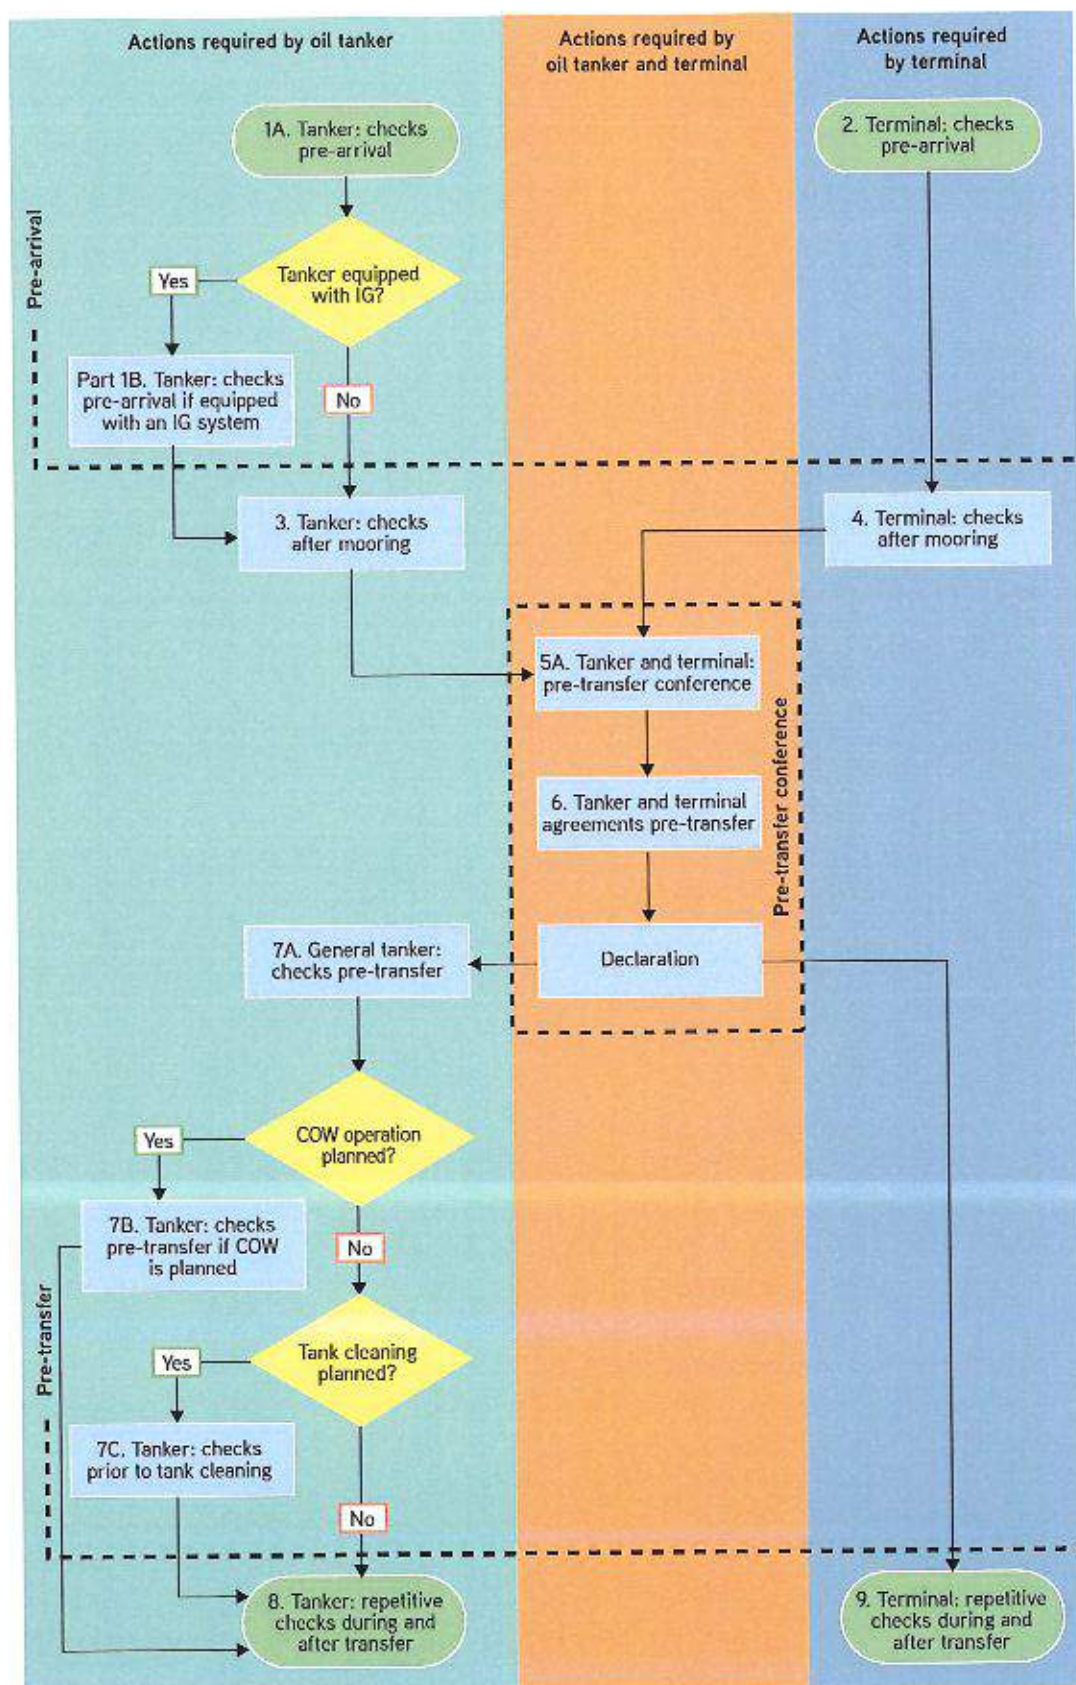 Actions required by oil tanker
Actions required by
oil tanker and terminal
Actions required
by terminal
1A. Tanker: checks
pre-arrival
2. Terminal: checks
pre-arrival
Pre-arrival
Tanker equipped
with IG?
Yes
Part 1B. Tanker: checks
pre-arrival if equipped
with an IG system
No
3. Tanker: checks
after mooring
4. Terminal: checks
after mooring
5A. Tanker and terminal:
pre-transfer conference
6. Tanker and terminal
agreements pre-transfer
Pre-transfer conference
Declaration
7A. General tanker:
checks pre-transfer
COW operation
planned?
Yes
7B. Tanker: checks
pre-transfer if COW
is planned
No
Pre-transfer
Tank cleaning
planned?
Yes
7C. Tanker: checks
prior to tank cleaning
No
8. Tanker: repetitive
checks during and
after transfer
9. Terminal: repetitive
checks during and
after transfer